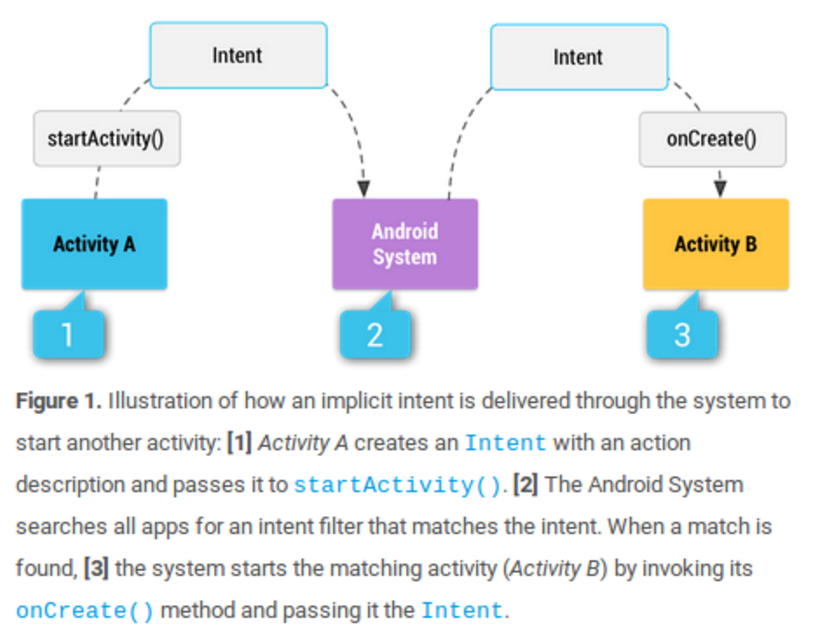 Intent
Intent
startActivity()
onCreate()
Activity A
Android
System
Activity B
1
2
3
Figure 1. Illustration of how an implicit intent is delivered through the system to
start another activity: [1] Activity A creates an Intent with an action
description and passes it to startActivity(). [2] The Android System
searches all apps for an intent filter that matches the intent. When a match is
found, [3] the system starts the matching activity (Activity B) by invoking its
onCreate() method and passing it the Intent.